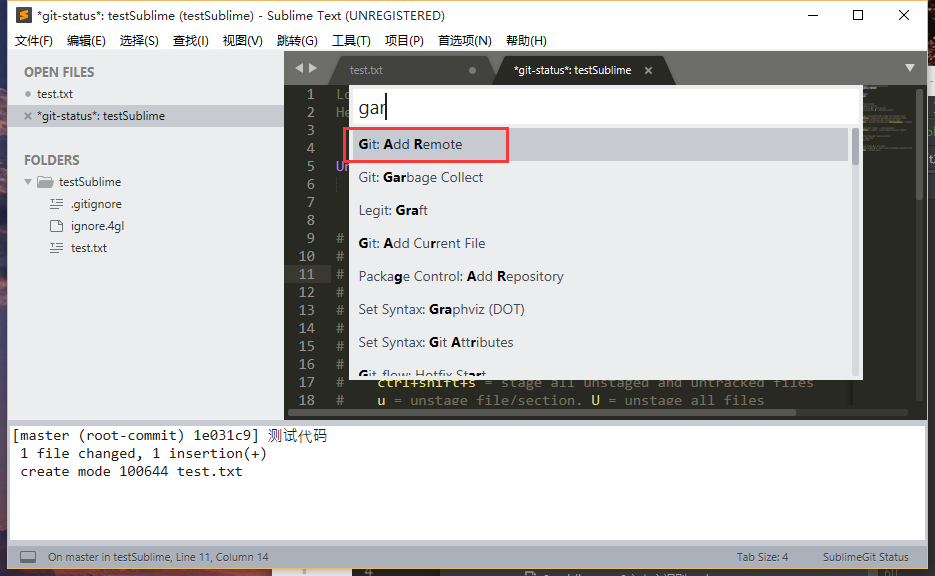 *git-status*: testSublime (testSublime) - Sublime Text (UNREGISTERED)
文件(F) 编辑(E) 选择(S) 查找(I) 视图(V) 跳转(G) 工具(T) 项目(P) 首选项(N) 帮助(H)
OPEN FILES
test.txt
*git-status*: testSublime
FOLDERS
testSublime
.gitignore
ignore.4gl
test.txt
test.txt
*git-status*: testSublime
gar
Git: Add Remote
Git: Garbage Collect
Legit: Graft
Git: Add Current File
Package Control: Add Repository
Set Syntax: Graphviz (DOT)
Set Syntax: Git Attributes
Git-flow: Hotfix Start
1
2
3
4
5
6
7
8
9 #
10 #
11 #
12 #
13 #
14 #
15 #
16 #
17 # ctrl+shift+s = stage all unstaged and untracked files
18 # u = unstage file/section. U = unstage all files
[master (root-commit) 1e031c9] 测试代码
1 file changed, 1 insertion(+)
create mode 100644 test.txt
On master in testSublime, Line 11, Column 14
Tab Size: 4
SublimeGit Status